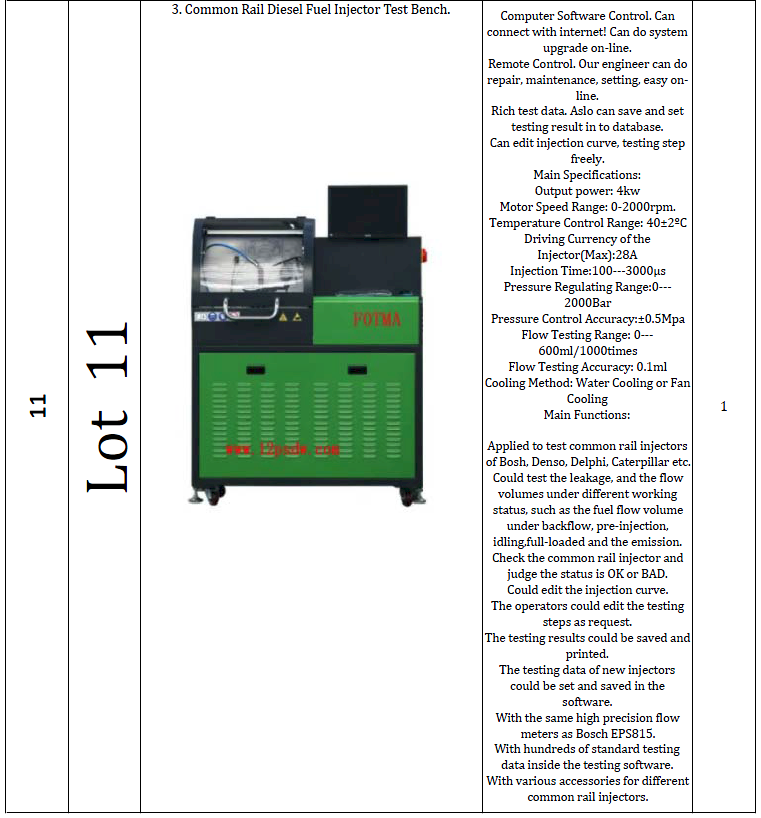 11
Lot 11
3. Common Rail Diesel Fuel Injector Test Bench.
FOTMA
Computer Software Control. Can
connect with internet! Can do system
upgrade on-line.
Remote Control. Our engineer can do
repair, maintenance, setting, easy on-
line.
Rich test data. Aslo can save and set
testing result in to database.
Can edit injection curve, testing step
freely.
Main Specifications:
Output power: 4kw
Motor Speed Range: 0-2000rpm.
Temperature Control Range: 40±2ºC
Driving Currency of the
Injector(Max):28A
Injection Time:100---3000µs
Pressure Regulating Range:0---
2000Bar
Pressure Control Accuracy:±0.5Mpa
Flow Testing Range: 0---
600ml/1000times
Flow Testing Accuracy: 0.1ml
Cooling Method: Water Cooling or Fan
Cooling
Main Functions:
Applied to test common rail injectors
of Bosh, Denso, Delphi, Caterpillar etc.
Could test the leakage, and the flow
volumes under different working
status, such as the fuel flow volume
under backflow, pre-injection,
idling,full-loaded and the emission.
Check the common rail injector and
judge the status is OK or BAD.
Could edit the injection curve.
The operators could edit the testing
steps as request.
The testing results could be saved and
printed.
The testing data of new injectors
could be set and saved in the
software.
With the same high precision flow
meters as Bosch EPS815.
With hundreds of standard testing
data inside the testing software.
With various accessories for different
common rail injectors.
1